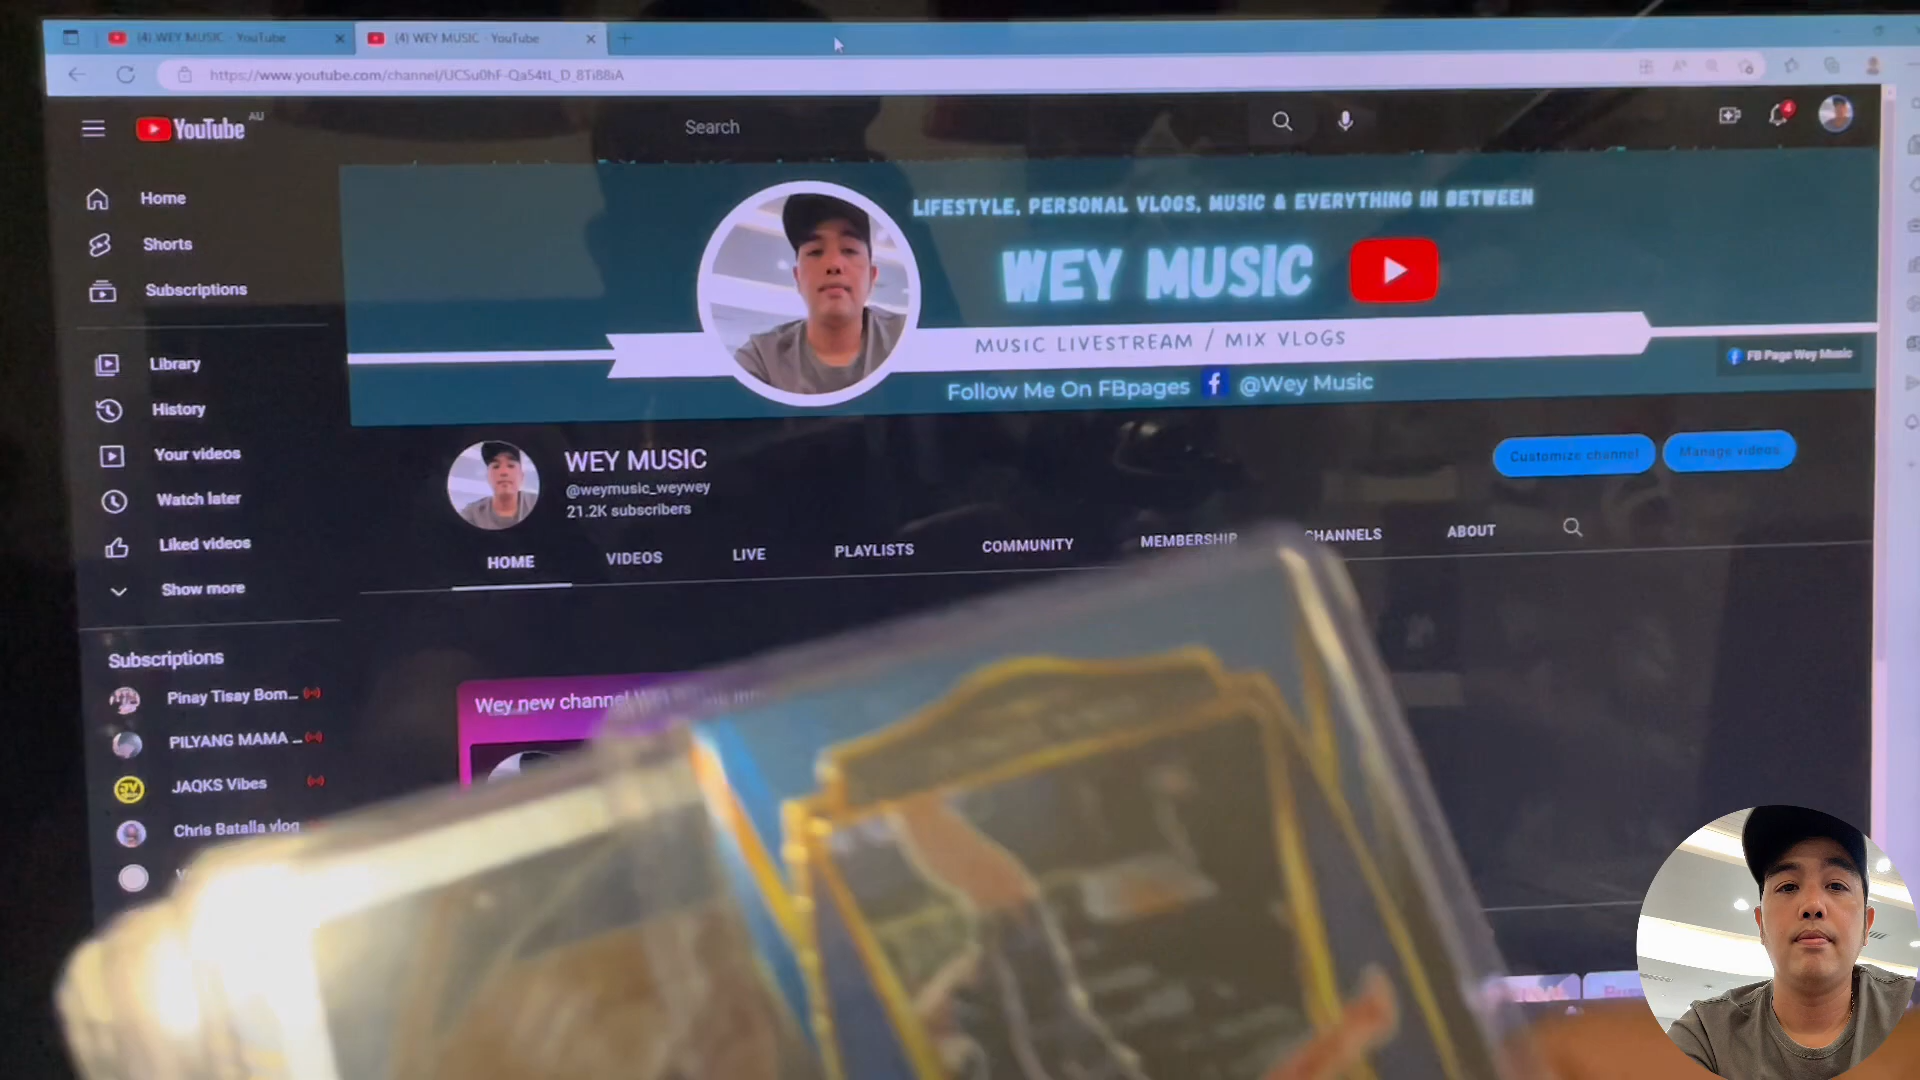 (4) WEY MUSIC - YouTube
(4) WEY MUSIC - YouTube
https://www.youtube.com/channel/UCSu0hF-Qa54tL_D_8Ti88iA
YouTube AU
Search
4
Home
Shorts
Subscriptions
Library
History
Your videos
Watch later
Liked videos
Show more
Subscriptions
Pinay Tisay Bom...
PILYANG MAMA ...
JAQKS Vibes
Chris Batalla vlog
LIFESTYLE, PERSONAL VLOGS, MUSIC & EVERYTHING IN BETWEEN
WEY MUSIC
MUSIC LIVESTREAM / MIX VLOGS
Follow Me On FBpages @Wey Music
FB Page Wey Music
WEY MUSIC
@weymusic_weywey
21.2K subscribers
Customize channel
Manage videos
HOME
VIDEOS
LIVE
PLAYLISTS
COMMUNITY
MEMBERSHIP
CHANNELS
ABOUT
Wey new channel